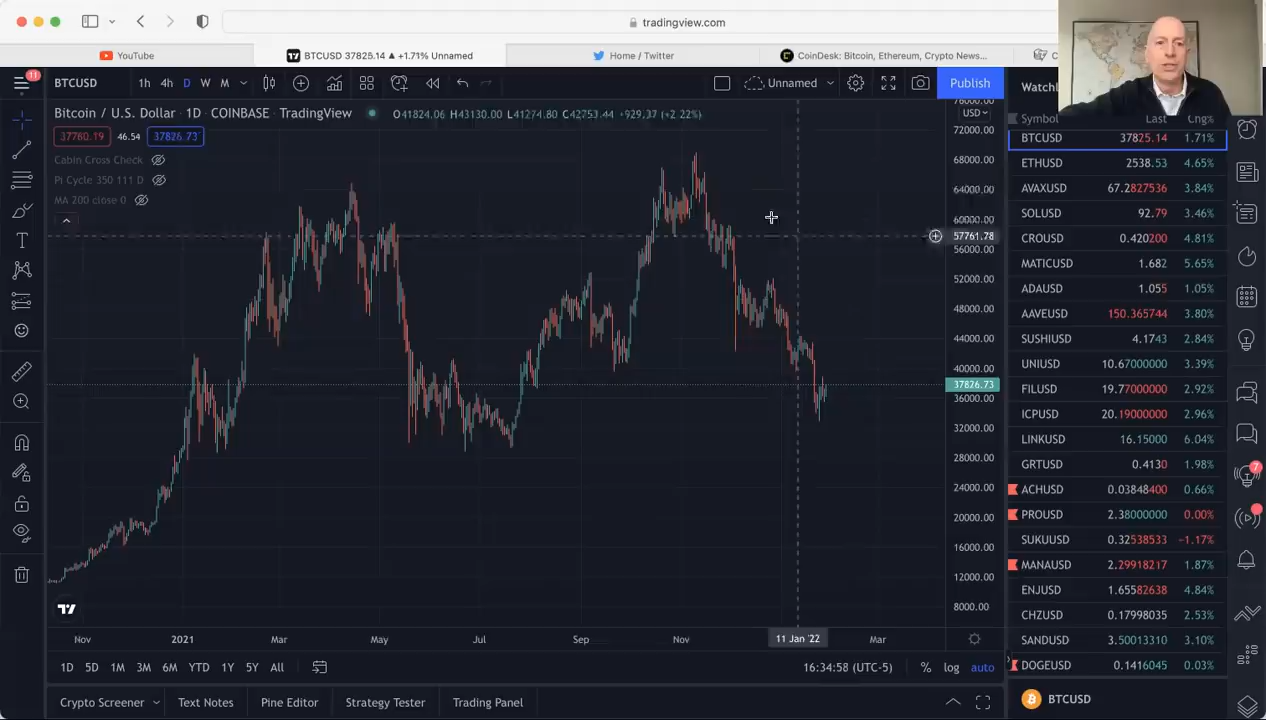 tradingview.com
YouTube
BTCUSD 37825.14 ▲ +1.71% Unnamed
Home / Twitter
CoinDesk: Bitcoin, Ethereum, Crypto News...
11
BTCUSD
1h 4h D W M
Unnamed
Publish
Bitcoin / U.S. Dollar · 1D · COINBASE · TradingView
O41824.06 H43130.00 L41274.80 C42753.44 +929.37 (+2.22%)
37780.19 46.54 37826.73
Cabin Cross Check
Pi Cycle 350 111 D
MA 200 close 0
76000.00
USD
72000.00
68000.00
64000.00
60000.00
57761.78
56000.00
52000.00
48000.00
44000.00
40000.00
37826.73
36000.00
32000.00
28000.00
24000.00
20000.00
16000.00
12000.00
8000.00
Nov 2021 Mar May Jul Sep Nov 11 Jan '22 Mar
1D 5D 1M 3M 6M YTD 1Y 5Y All
16:34:58 (UTC-5) % log auto
Crypto Screener Text Notes Pine Editor Strategy Tester Trading Panel
Symbol Last Chg%
BTCUSD 37825.14 1.71%
ETHUSD 2538.53 4.65%
AVAXUSD 67.2827536 3.84%
SOLUSD 92.79 3.46%
CROUSD 0.420200 4.81%
MATICUSD 1.682 5.65%
ADAUSD 1.055 1.05%
AAVEUSD 150.365744 3.80%
SUSHIUSD 4.1743 2.84%
UNIUSD 10.67000000 3.39%
FILUSD 19.77000000 2.92%
ICPUSD 20.19000000 2.96%
LINKUSD 16.15000 6.04%
GRTUSD 0.4130 1.98%
ACHUSD 0.03848400 0.66%
PROUSD 2.38000000 0.00%
SUKUUSD 0.32538533 −1.17%
MANAUSD 2.29918217 1.87%
ENJUSD 1.65582638 4.84%
CHZUSD 0.17998035 2.53%
SANDUSD 3.50013310 3.10%
DOGEUSD 0.1416045 0.03%
BTCUSD
7